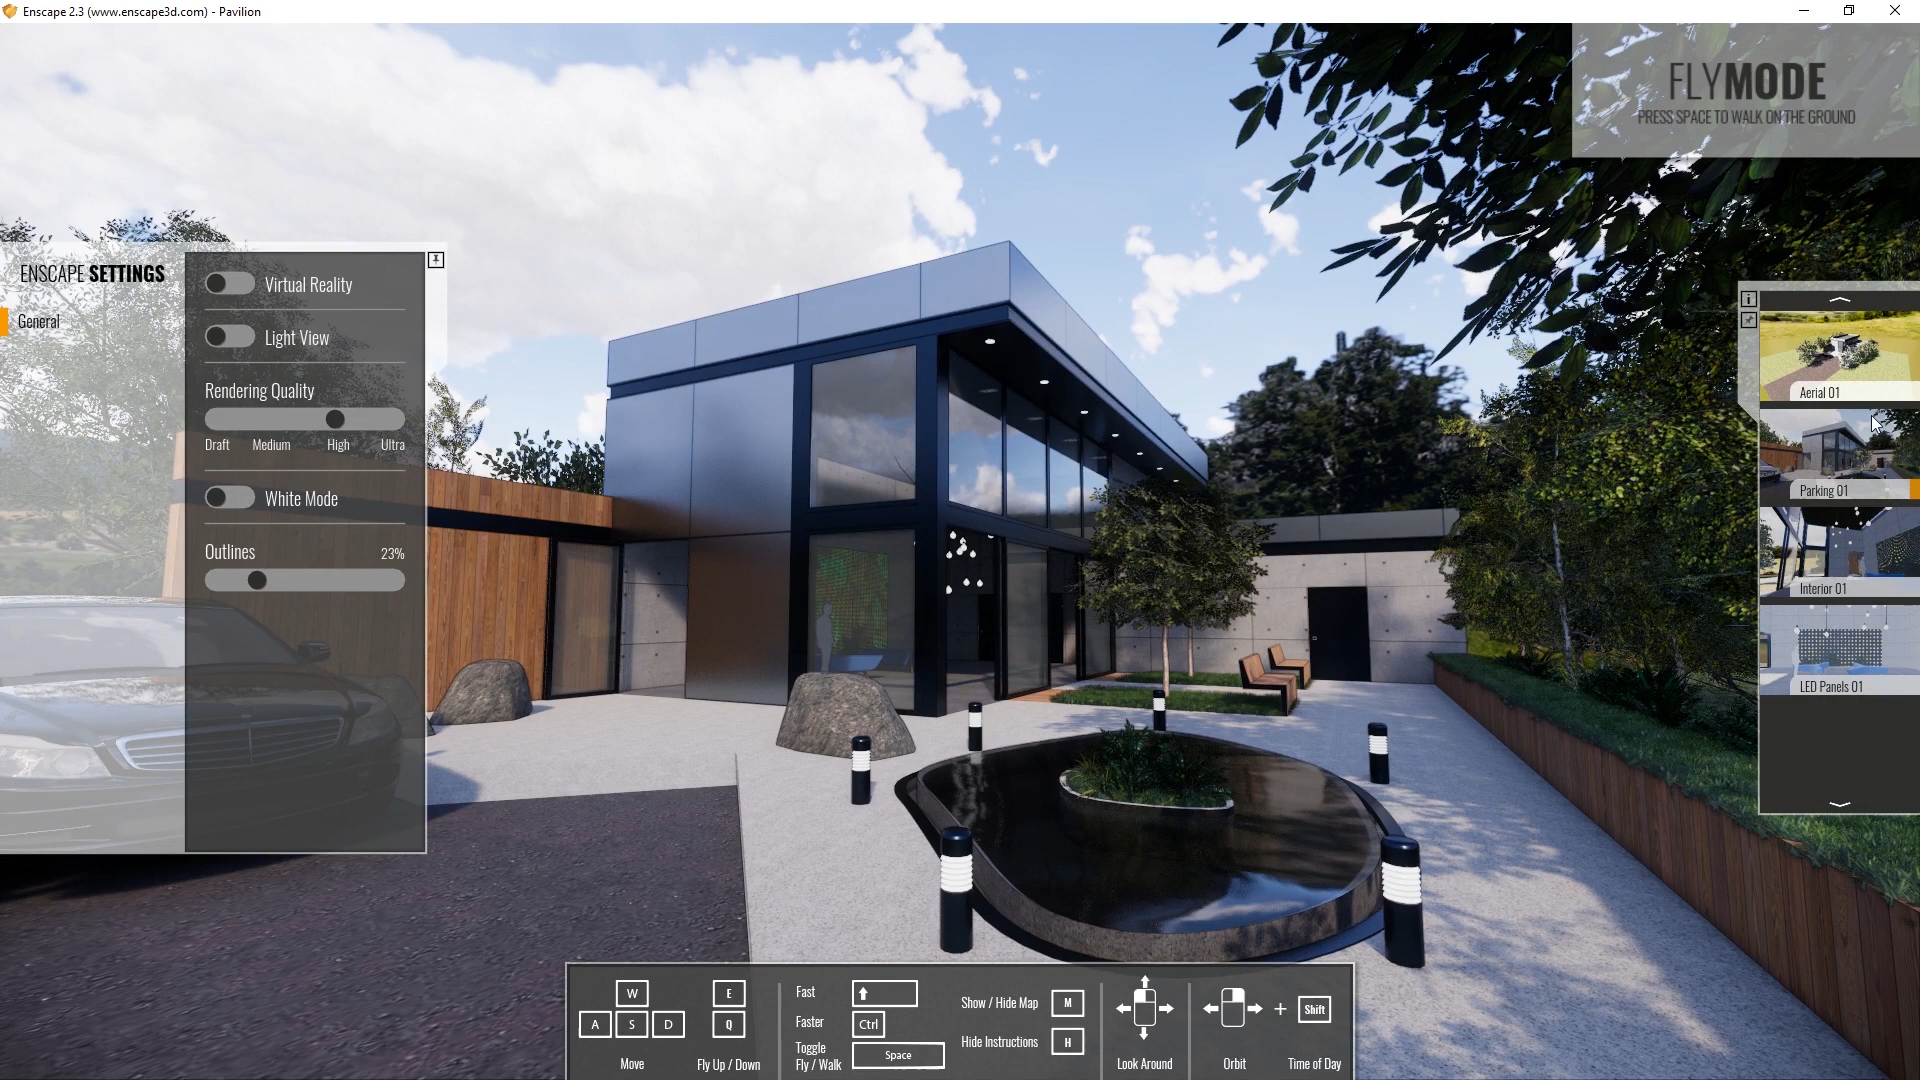 Enscape 2.3 (www.enscape3d.com) - Pavilion
FLYMODE
PRESS SPACE TO WALK ON THE GROUND
ENSCAPE SETTINGS
General
Virtual Reality
Light View
Rendering Quality
Draft Medium High Ultra
White Mode
Outlines 23%
i
Aerial 01
Parking 01
Interior 01
LED Panels 01
W
A S D
Move
E
Q
Fly Up / Down
Fast
Faster Ctrl
Toggle
Fly / Walk Space
Show / Hide Map M
Hide Instructions H
Look Around
Orbit
+ Shift
Time of Day